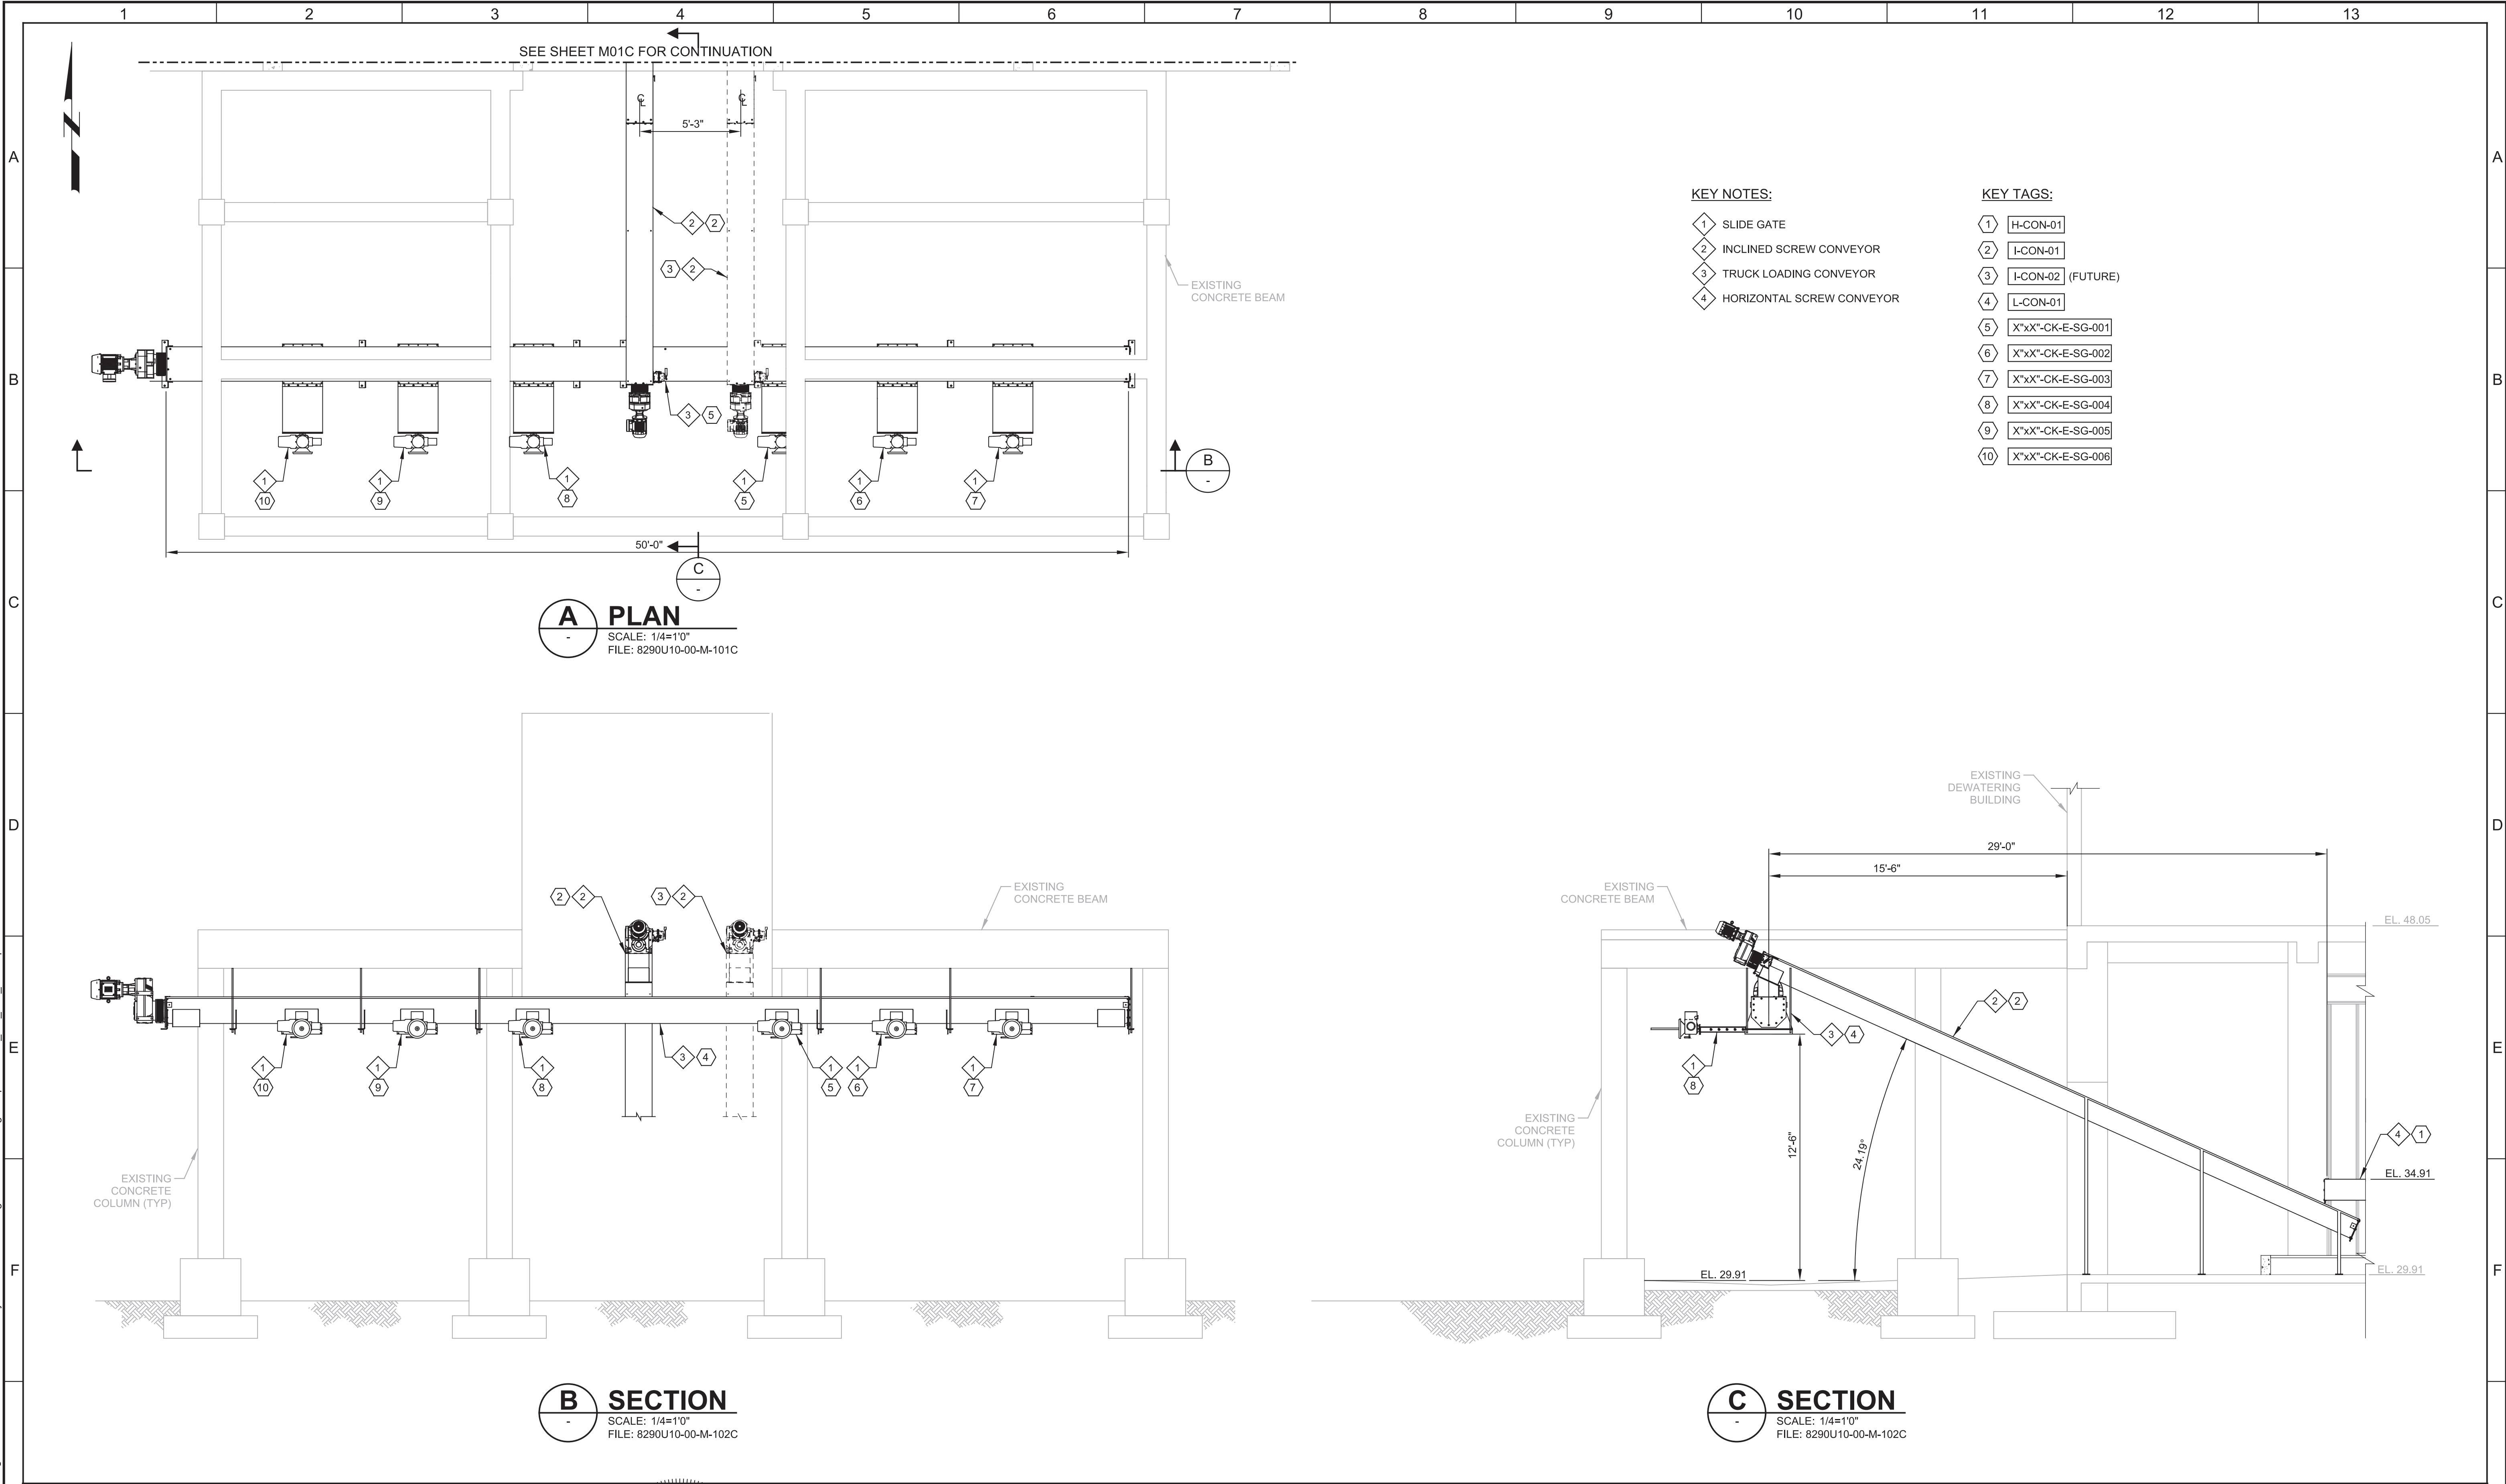 1 2 3 4 5 6 7 8 9 10 11 12 13
A
B
C
D
E
F
A
B
C
D
E
F
SEE SHEET M01C FOR CONTINUATION
N
℄ ℄
5'-3"
2 2
3 2
EXISTING
CONCRETE BEAM
3 5
1 1 1 1 1 1
10 9 8 5 6 7
B
-
50'-0"
C
-
A PLAN
-
SCALE: 1/4=1'0"
FILE: 8290U10-00-M-101C
KEY NOTES:
1 SLIDE GATE
2 INCLINED SCREW CONVEYOR
3 TRUCK LOADING CONVEYOR
4 HORIZONTAL SCREW CONVEYOR
KEY TAGS:
1 H-CON-01
2 I-CON-01
3 I-CON-02 (FUTURE)
4 L-CON-01
5 X"xX"-CK-E-SG-001
6 X"xX"-CK-E-SG-002
7 X"xX"-CK-E-SG-003
8 X"xX"-CK-E-SG-004
9 X"xX"-CK-E-SG-005
10 X"xX"-CK-E-SG-006
2 2
3 2
EXISTING
CONCRETE BEAM
3 4
1 1 1 1 1 1
10 9 8 5 6 7
EXISTING
CONCRETE
COLUMN (TYP)
B SECTION
-
SCALE: 1/4=1'0"
FILE: 8290U10-00-M-102C
EXISTING
DEWATERING
BUILDING
29'-0"
15'-6"
EXISTING
CONCRETE BEAM
EL. 48.05
2 2
3 4
1
8
EXISTING
CONCRETE
COLUMN (TYP)
12'-6"
24.19°
4 1
EL. 34.91
EL. 29.91
EL. 29.91
C SECTION
-
SCALE: 1/4=1'0"
FILE: 8290U10-00-M-102C